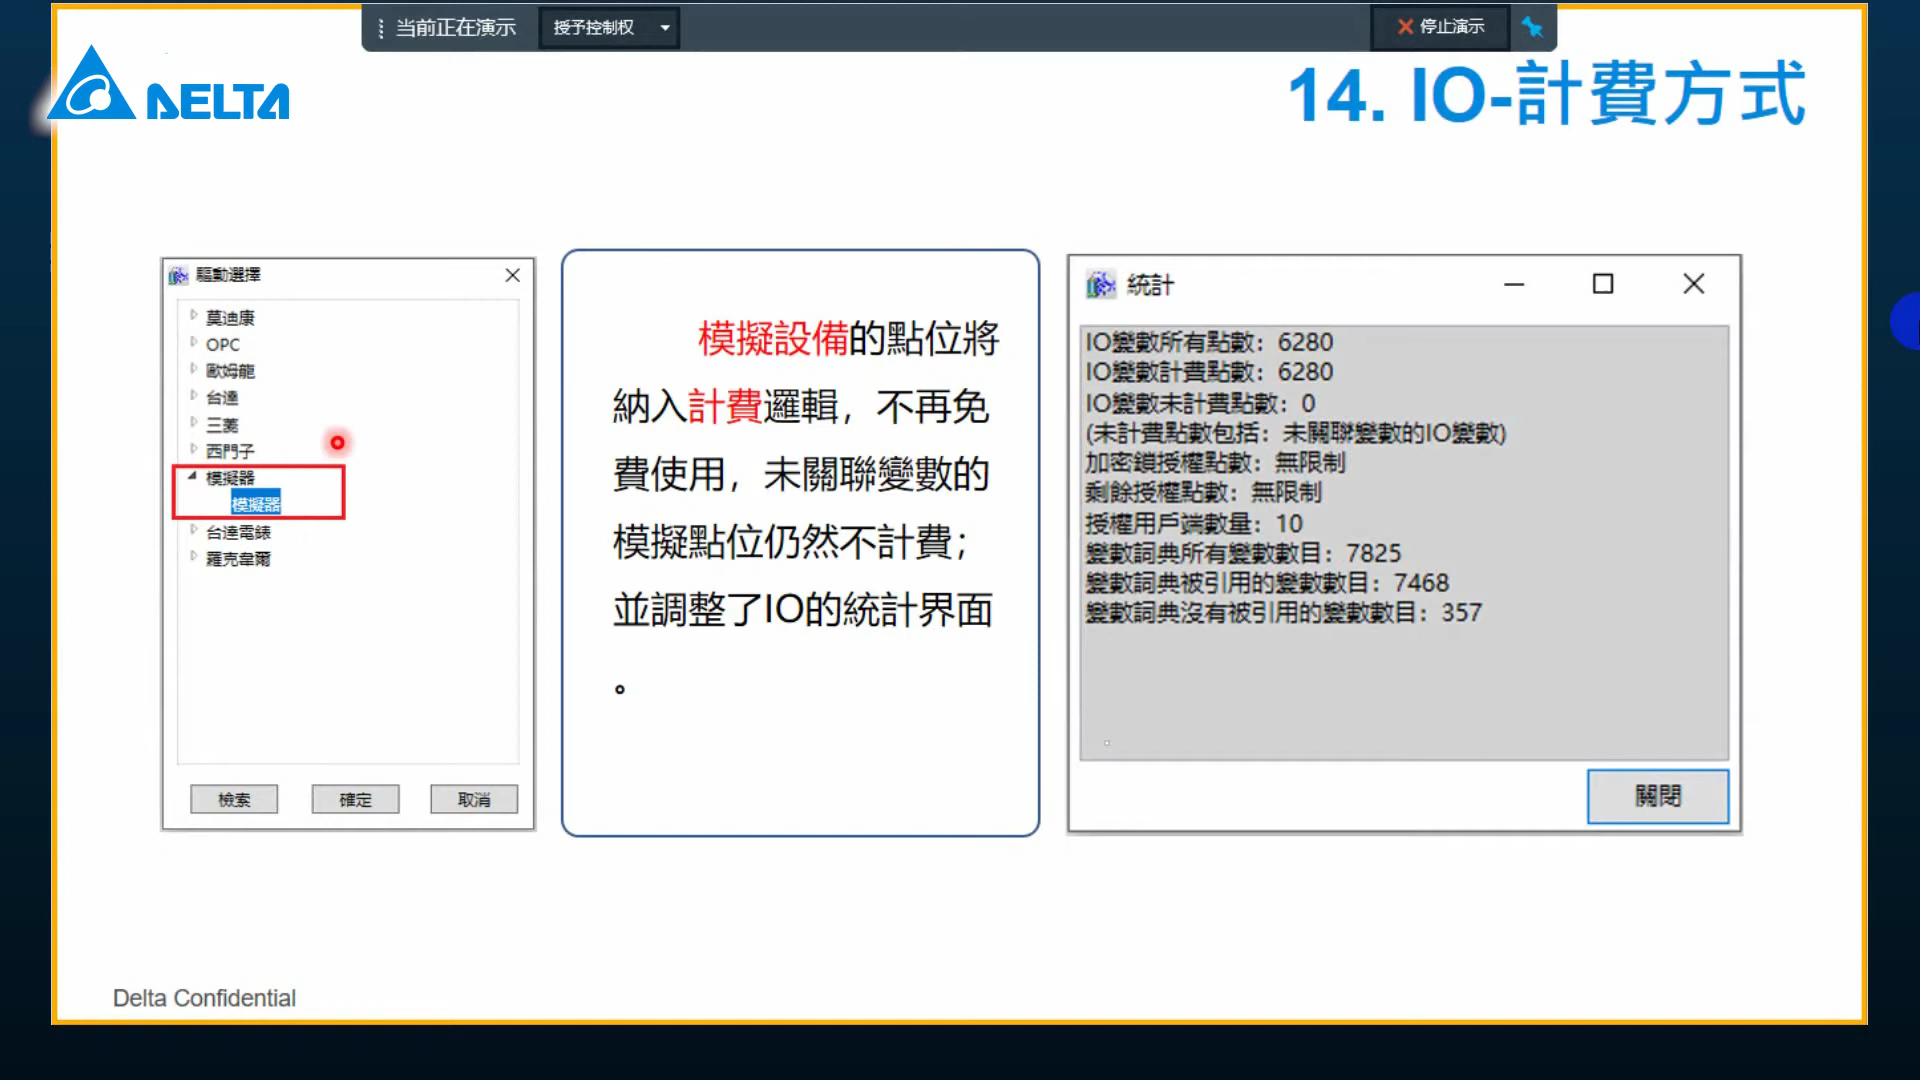 当前正在演示
授予控制权
停止演示
DELTA
14. IO-計費方式
驅動選擇
莫迪康
OPC
歐姆龍
台達
三菱
西門子
模擬器
模擬器
台達電錶
羅克韋爾
檢索
確定
取消
模擬設備的點位將
納入計費邏輯，不再免
費使用，未關聯變數的
模擬點位仍然不計費；
並調整了IO的統計界面
。
統計
IO變數所有點數：6280
IO變數計費點數：6280
IO變數未計費點數：0
(未計費點數包括：未關聯變數的IO變數)
加密鎖授權點數：無限制
剩餘授權點數：無限制
授權用戶端數量：10
變數詞典所有變數數目：7825
變數詞典被引用的變數數目：7468
變數詞典沒有被引用的變數數目：357
關閉
Delta Confidential